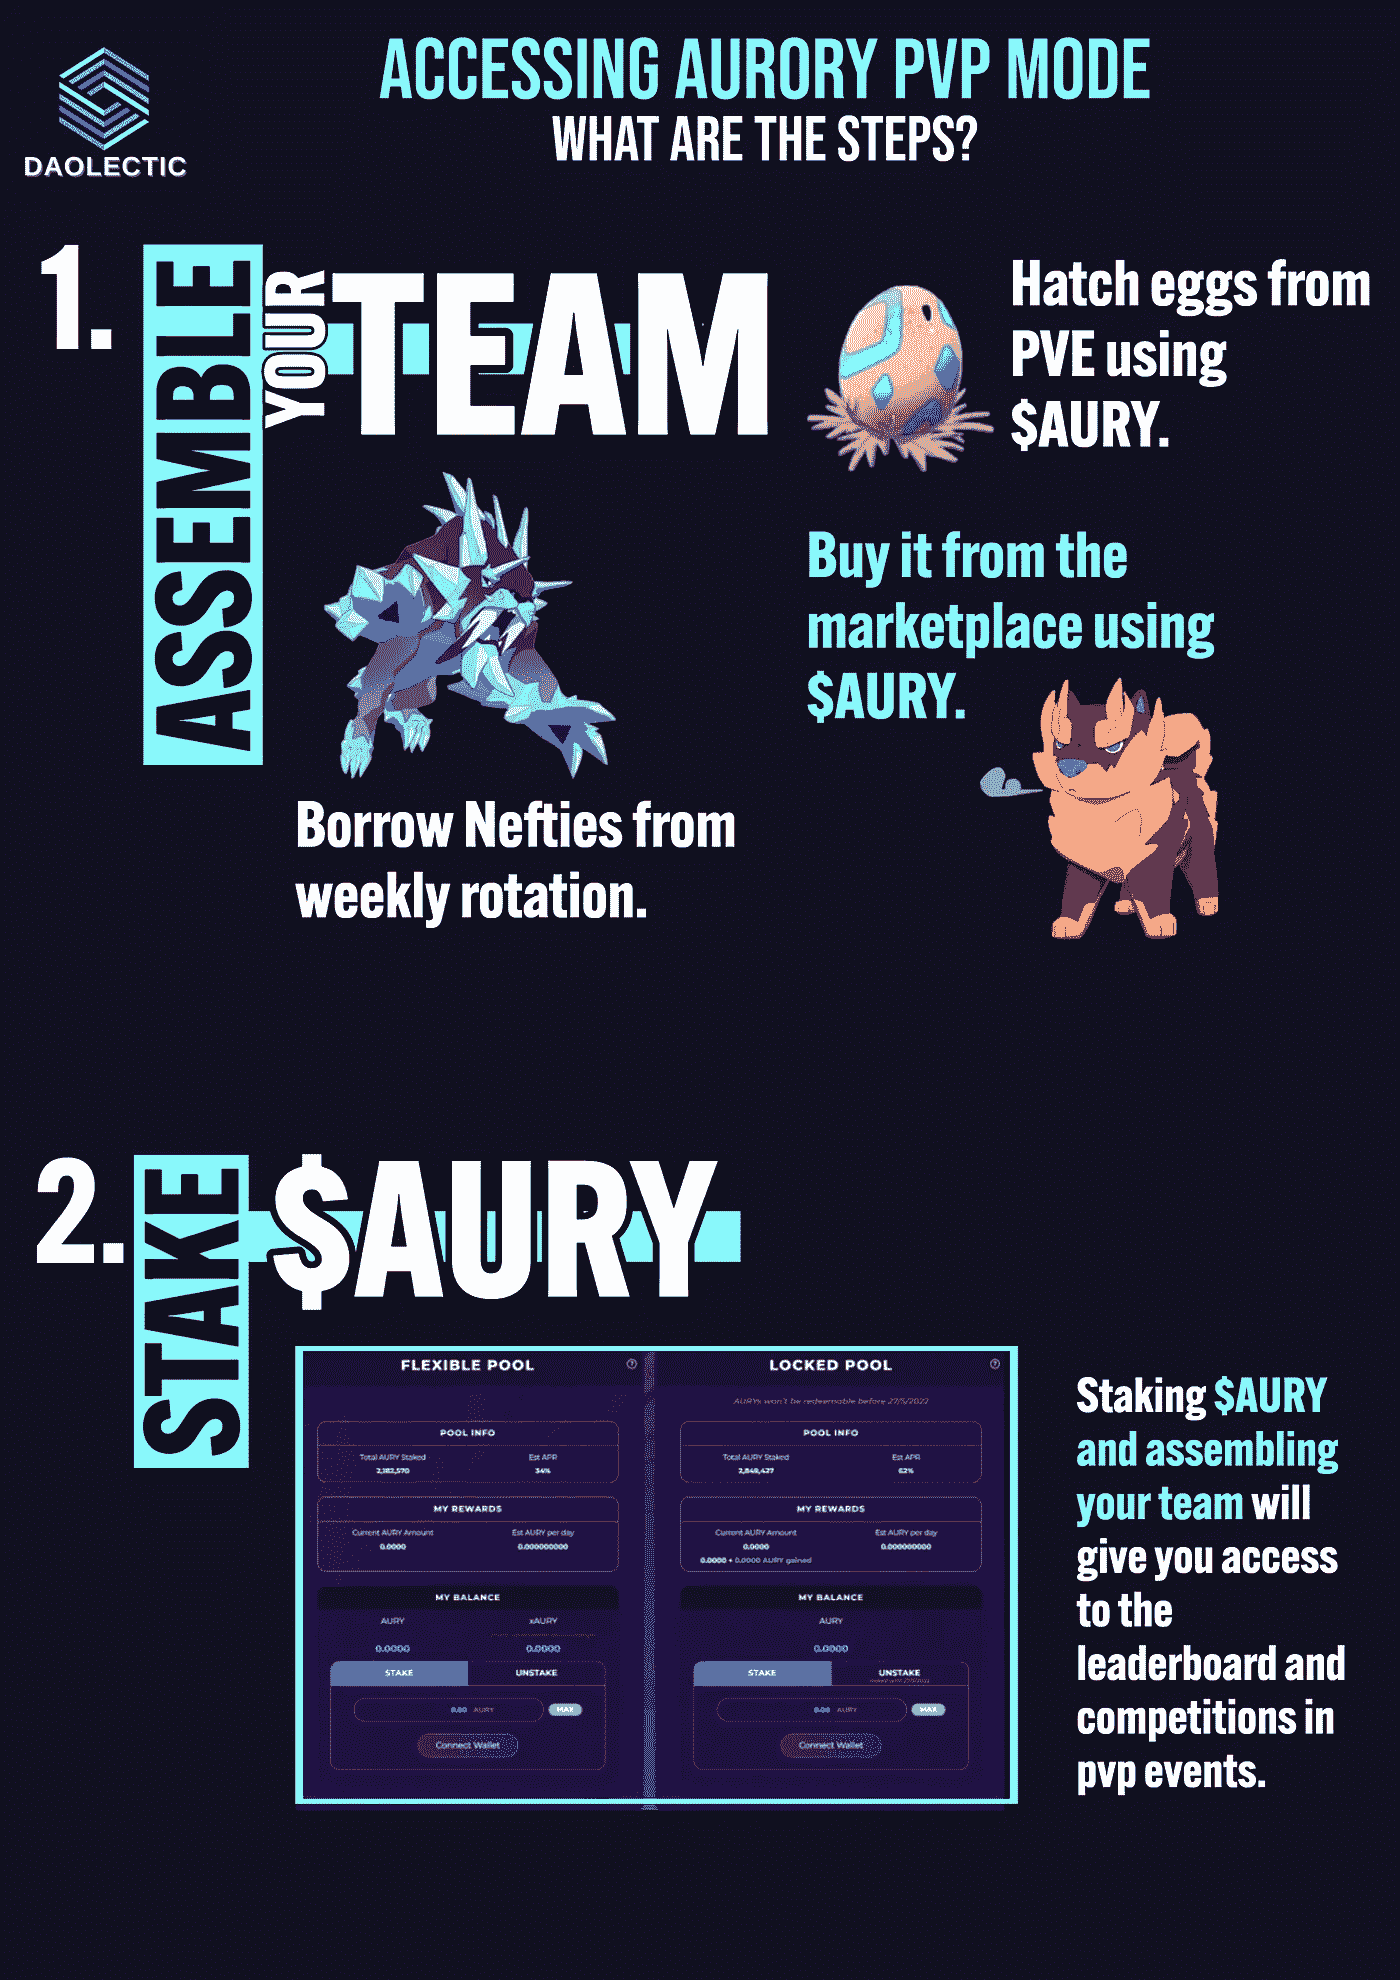 DAOLECTIC
ACCESSING AURORY PVP MODE
WHAT ARE THE STEPS?
1.
ASSEMBLE
YOUR
TEAM
Hatch eggs from
PVE using
$AURY.
Buy it from the
marketplace using
$AURY.
Borrow Nefties from
weekly rotation.
2.
STAKE
$AURY
FLEXIBLE POOL
POOL INFO
Total AURY Staked Est APR
2,182,570 34%
MY REWARDS
Current AURY Amount Est AURY per day
0.0000 0.000000000
MY BALANCE
AURY xAURY
0.0000 0.0000
STAKE UNSTAKE
0.00 AURY MAX
Connect Wallet
LOCKED POOL
AURYs won't be redeemable before 27/5/2022
POOL INFO
Total AURY Staked Est APR
2,848,427 62%
MY REWARDS
Current AURY Amount Est AURY per day
0.0000 0.000000000
0.0000 + 0.0000 AURY gained
MY BALANCE
AURY
0.0000
STAKE UNSTAKE
0.00 AURY MAX
Connect Wallet
Staking $AURY
and assembling
your team will
give you access
to the
leaderboard and
competitions in
pvp events.